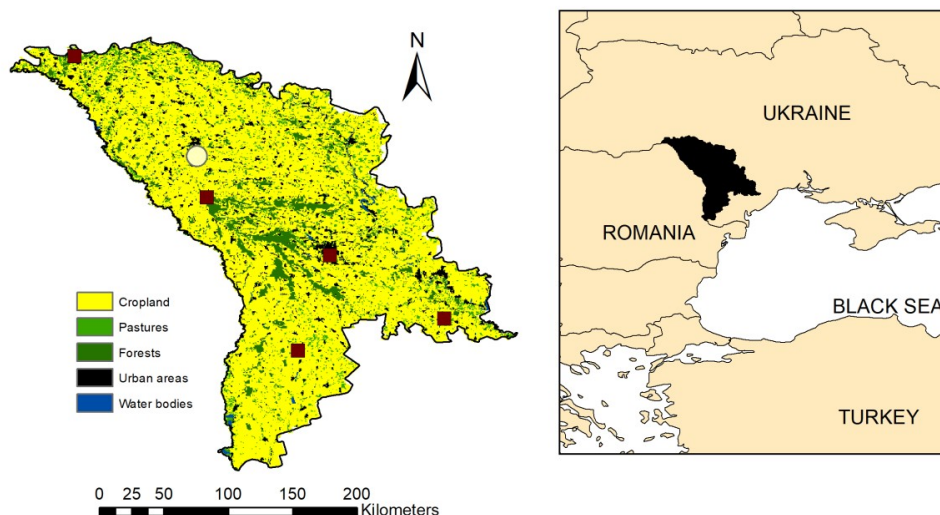 N
Cropland
Pastures
Forests
Urban areas
Water bodies
0 25 50 100 150 200
Kilometers
UKRAINE
ROMANIA
BLACK SEA
TURKEY